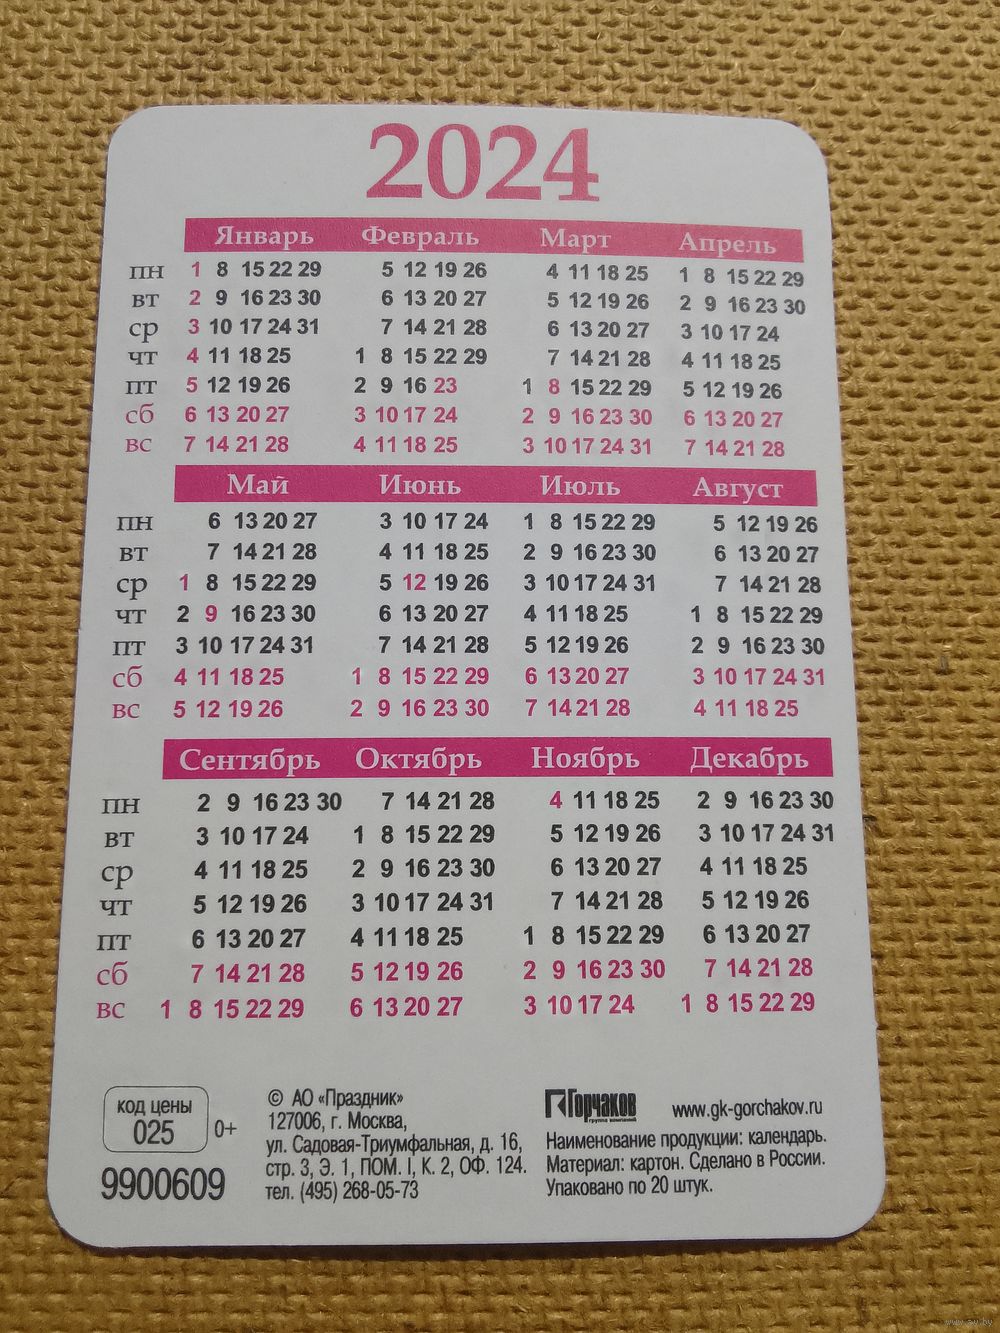 2024
Январь Февраль Март Апрель
пн 1 8 15 22 29 5 12 19 26 4 11 18 25 1 8 15 22 29
вт 2 9 16 23 30 6 13 20 27 5 12 19 26 2 9 16 23 30
ср 3 10 17 24 31 7 14 21 28 6 13 20 27 3 10 17 24
чт 4 11 18 25 1 8 15 22 29 7 14 21 28 4 11 18 25
пт 5 12 19 26 2 9 16 23 1 8 15 22 29 5 12 19 26
сб 6 13 20 27 3 10 17 24 2 9 16 23 30 6 13 20 27
вс 7 14 21 28 4 11 18 25 3 10 17 24 31 7 14 21 28
Май Июнь Июль Август
пн 6 13 20 27 3 10 17 24 1 8 15 22 29 5 12 19 26
вт 7 14 21 28 4 11 18 25 2 9 16 23 30 6 13 20 27
ср 1 8 15 22 29 5 12 19 26 3 10 17 24 31 7 14 21 28
чт 2 9 16 23 30 6 13 20 27 4 11 18 25 1 8 15 22 29
пт 3 10 17 24 31 7 14 21 28 5 12 19 26 2 9 16 23 30
сб 4 11 18 25 1 8 15 22 29 6 13 20 27 3 10 17 24 31
вс 5 12 19 26 2 9 16 23 30 7 14 21 28 4 11 18 25
Сентябрь Октябрь Ноябрь Декабрь
пн 2 9 16 23 30 7 14 21 28 4 11 18 25 2 9 16 23 30
вт 3 10 17 24 1 8 15 22 29 5 12 19 26 3 10 17 24 31
ср 4 11 18 25 2 9 16 23 30 6 13 20 27 4 11 18 25
чт 5 12 19 26 3 10 17 24 31 7 14 21 28 5 12 19 26
пт 6 13 20 27 4 11 18 25 1 8 15 22 29 6 13 20 27
сб 7 14 21 28 5 12 19 26 2 9 16 23 30 7 14 21 28
вс 1 8 15 22 29 6 13 20 27 3 10 17 24 1 8 15 22 29
код цены
025
0+
9900609
© АО «Праздник»
127006, г. Москва,
ул. Садовая-Триумфальная, д. 16,
стр. 3, Э. 1, ПОМ. I, К. 2, ОФ. 124.
тел. (495) 268-05-73
Горчаков www.gk-gorchakov.ru
группа компаний
Наименование продукции: календарь.
Материал: картон. Сделано в России.
Упаковано по 20 штук.
www.ay.by